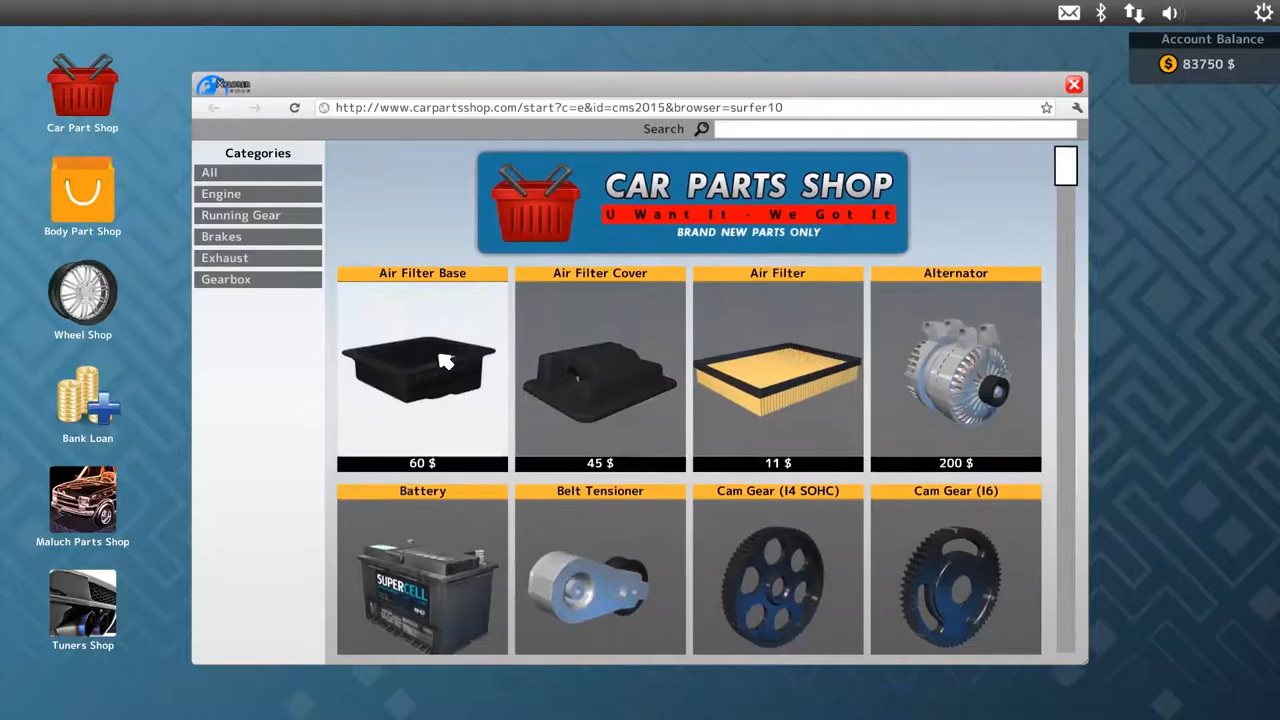 Account Balance
83750 $
Car Part Shop
Body Part Shop
Wheel Shop
Bank Loan
Maluch Parts Shop
Tuners Shop
XPLORER
http://www.carpartsshop.com/start?c=e&id=cms2015&browser=surfer10
Search
Categories
All
Engine
Running Gear
Brakes
Exhaust
Gearbox
CAR PARTS SHOP
U Want It - We Got It
BRAND NEW PARTS ONLY
Air Filter Base
Air Filter Cover
Air Filter
Alternator
60 $
45 $
11 $
200 $
Battery
Belt Tensioner
Cam Gear (I4 SOHC)
Cam Gear (I6)
SUPERCELL